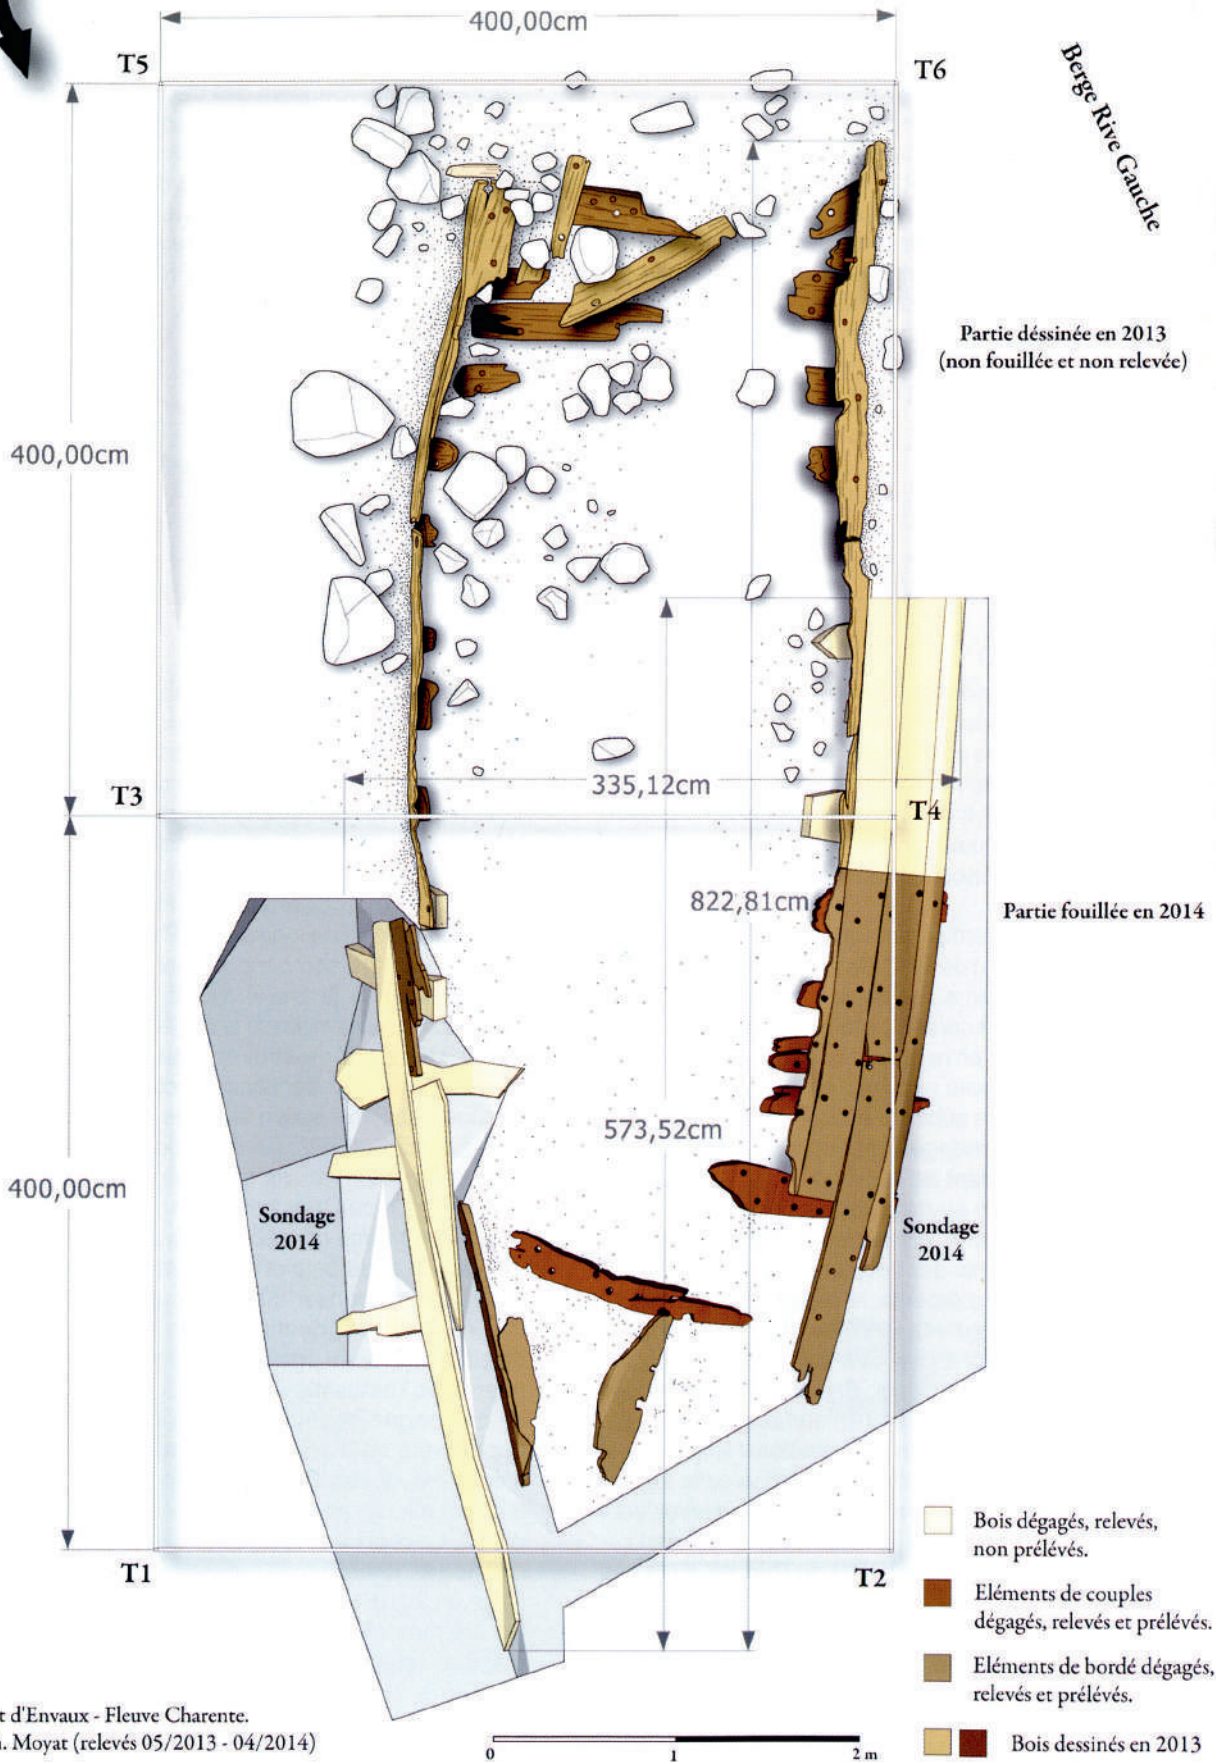 400,00cm
T5
T6
Berge Rive Gauche
Partie déssinée en 2013
(non fouillée et non relevée)
400,00cm
T3
335,12cm
T4
822,81cm
Partie fouillée en 2014
573,52cm
400,00cm
Sondage
2014
Sondage
2014
T1
T2
Bois dégagés, relevés,
non prélévés.
Eléments de couples
dégagés, relevés et prélévés.
Eléments de bordé dégagés,
relevés et prélévés.
Bois dessinés en 2013
t d'Envaux - Fleuve Charente.
. Moyat (relevés 05/2013 - 04/2014)
0 1 2 m